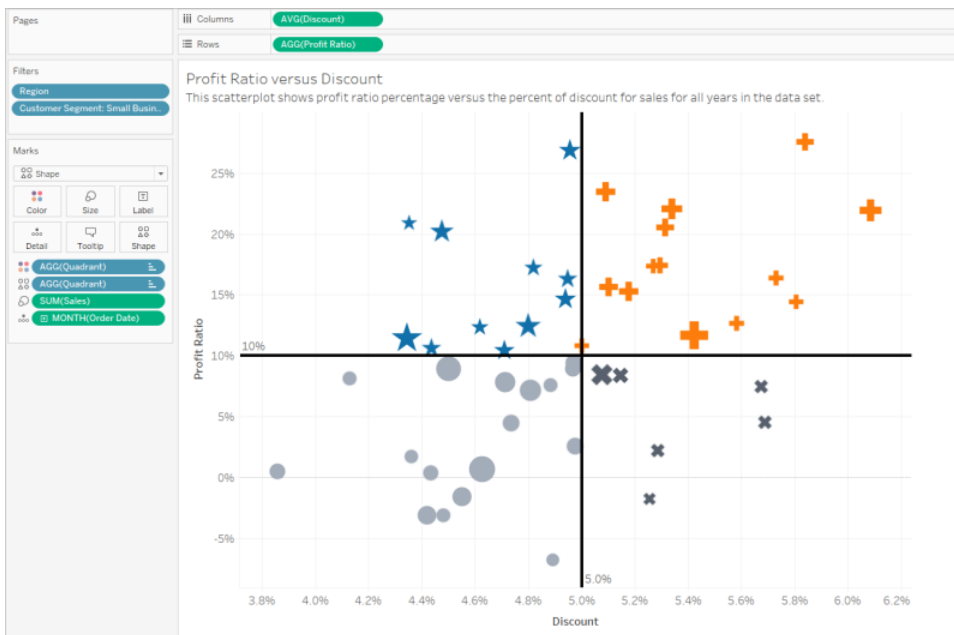 Pages
Columns
AVG(Discount)
Rows
AGG(Profit Ratio)
Filters
Region
Customer Segment: Small Busin..
Marks
Shape
Color
Size
Label
Detail
Tooltip
Shape
AGG(Quadrant)
AGG(Quadrant)
SUM(Sales)
MONTH(Order Date)
Profit Ratio versus Discount
This scatterplot shows profit ratio percentage versus the percent of discount for sales for all years in the data set.
Profit Ratio
25%
20%
15%
10%
5%
0%
-5%
10%
5.0%
3.8% 4.0% 4.2% 4.4% 4.6% 4.8% 5.0% 5.2% 5.4% 5.6% 5.8% 6.0% 6.2%
Discount